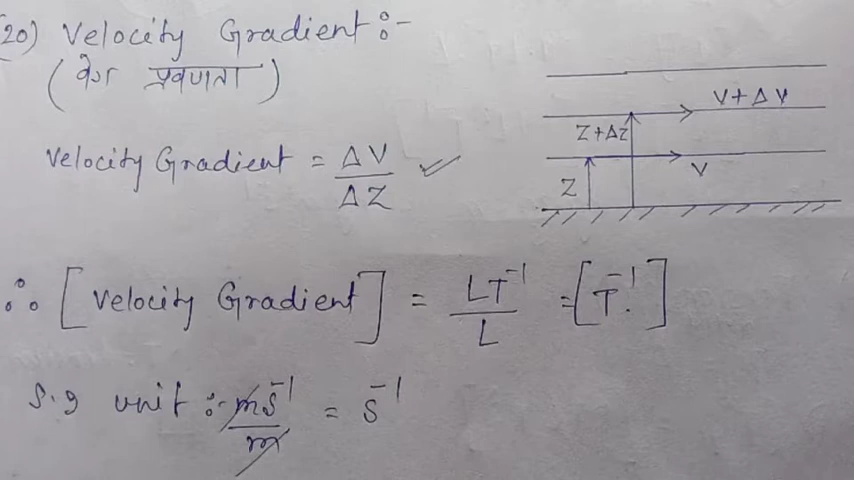 (20) Velocity Gradient :-
(वेग प्रवणता)
V+ΔV
Z+ΔZ
Velocity Gradient = ΔV/ΔZ ✓
V
Z
∴ [Velocity Gradient] = LT⁻¹/L = [T⁻¹.]
S.I unit :- ms⁻¹/m = s⁻¹